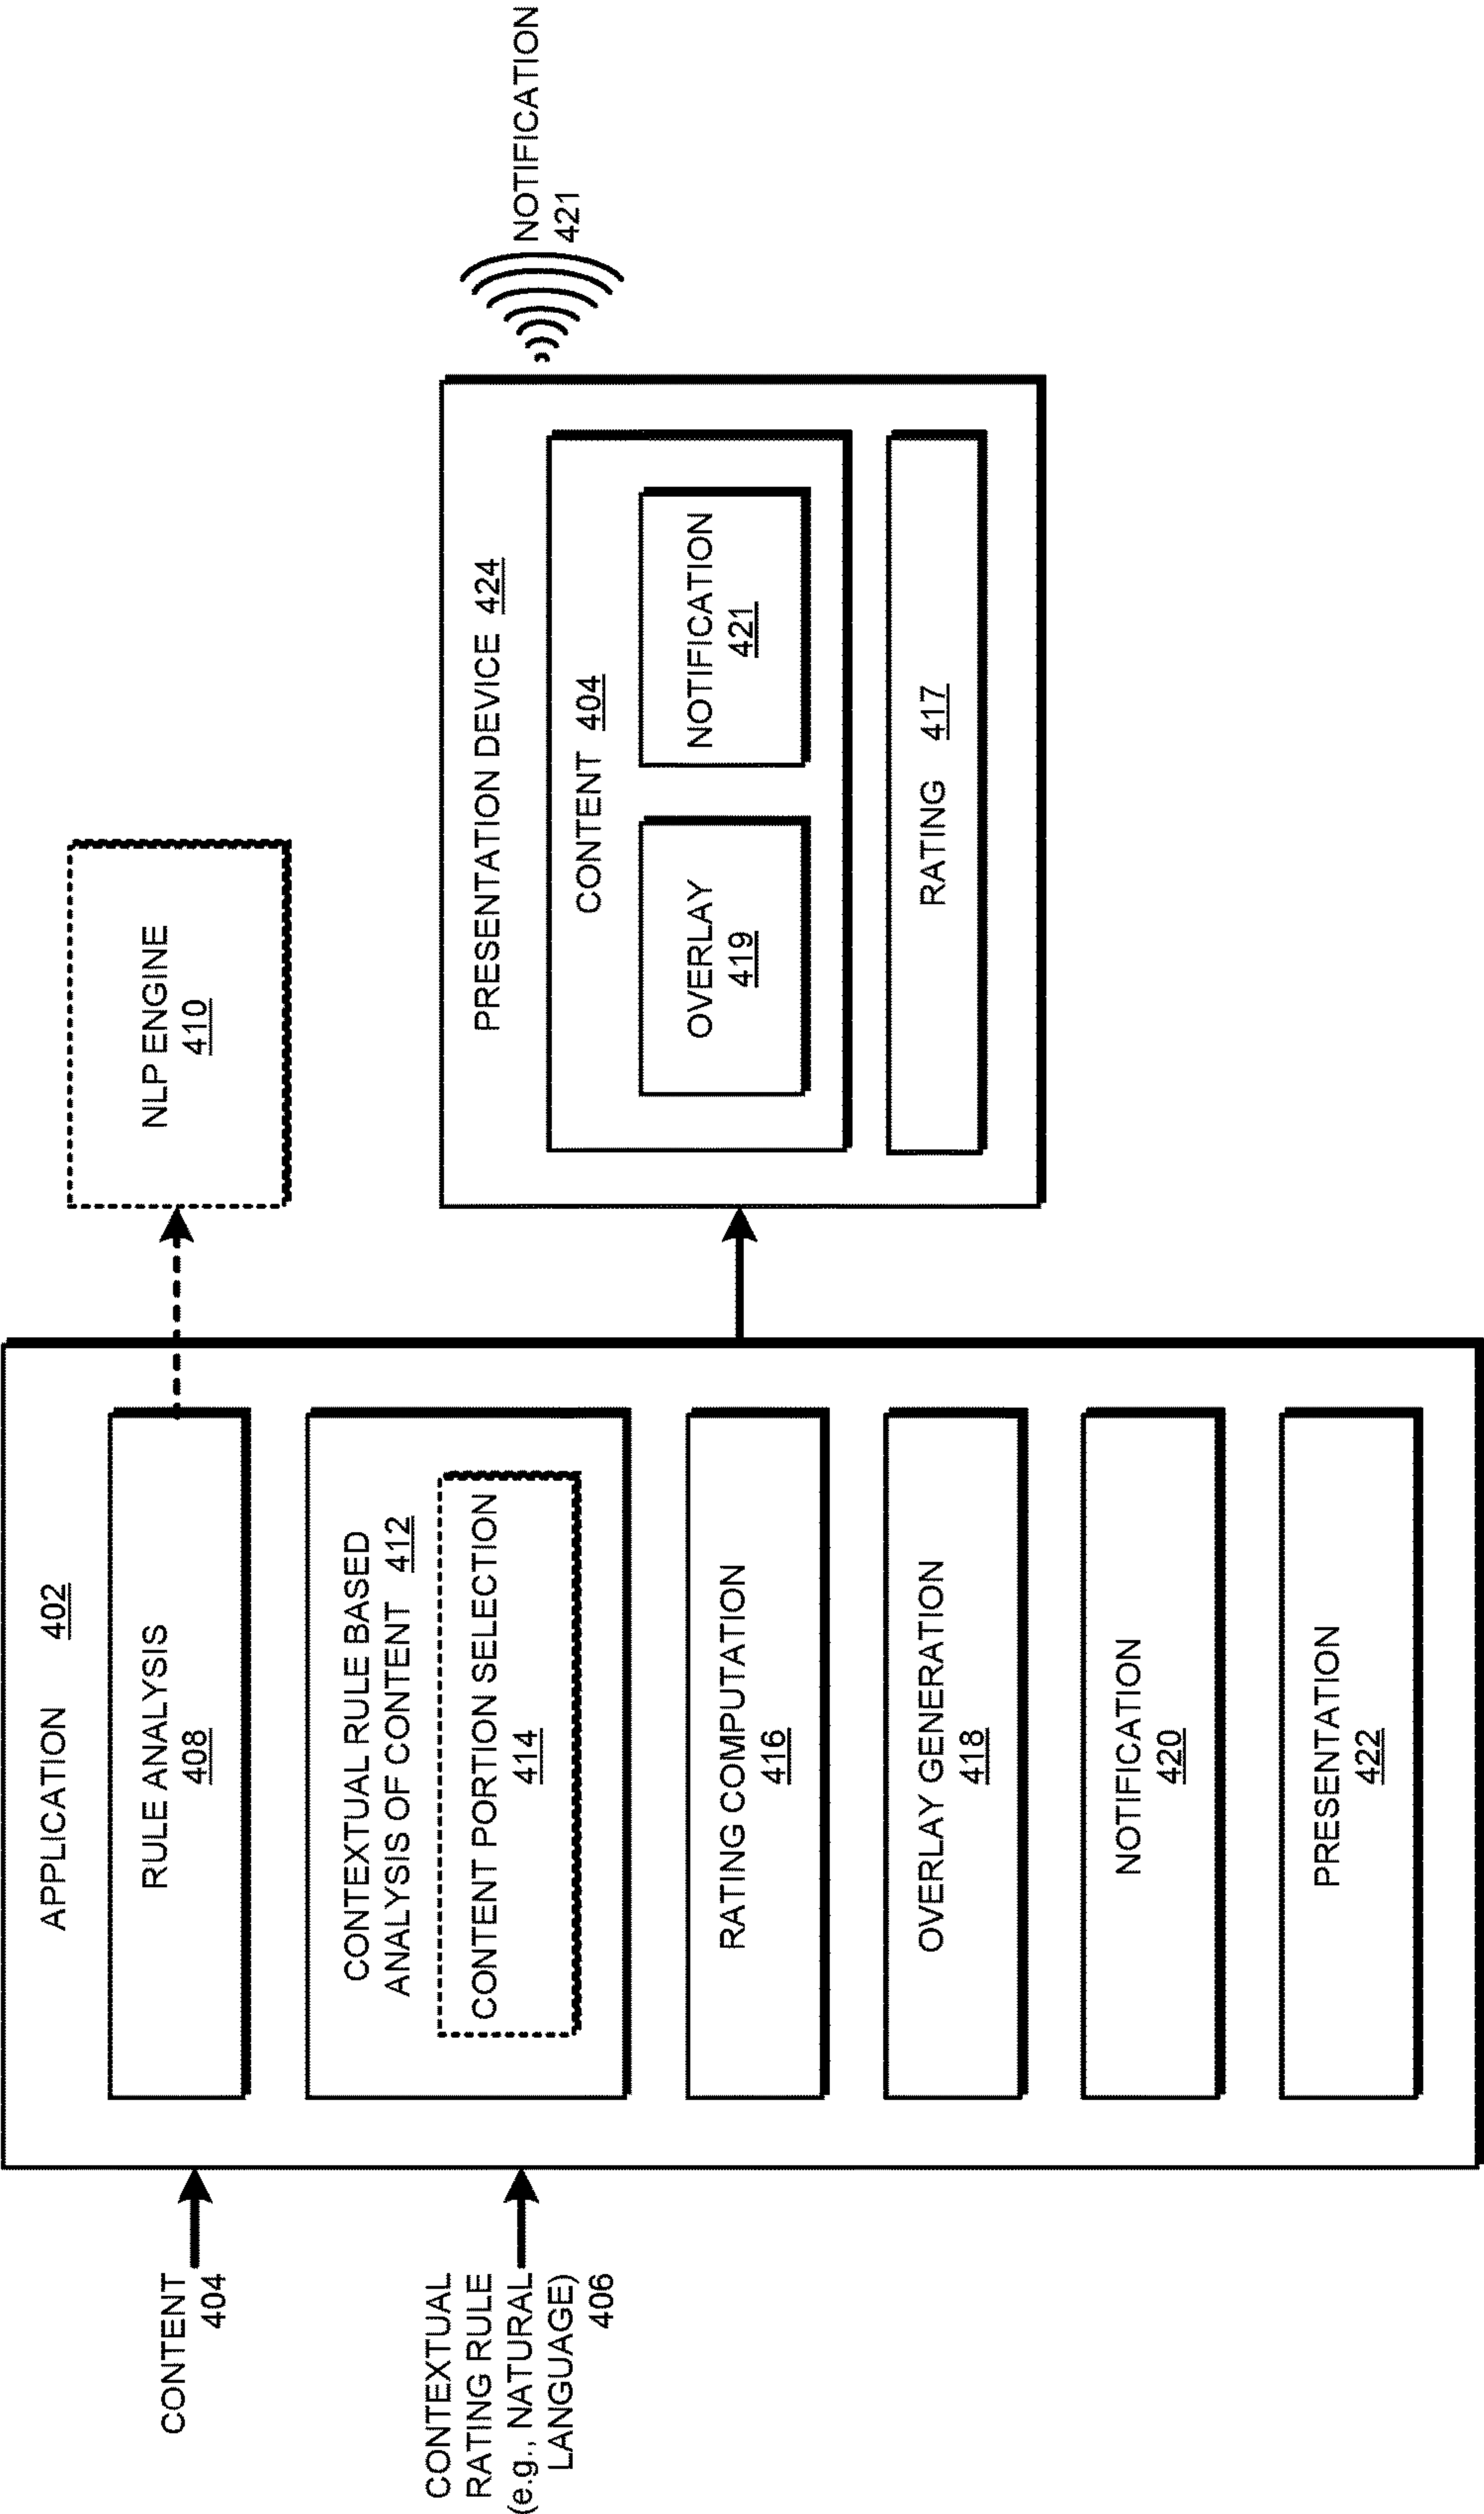 CONTENT
404
CONTEXTUAL
RATING RULE
(e.g., NATURAL
LANGUAGE)
406
APPLICATION 402
RULE ANALYSIS
408
CONTEXTUAL RULE BASED
ANALYSIS OF CONTENT 412
CONTENT PORTION SELECTION
414
RATING COMPUTATION
416
OVERLAY GENERATION
418
NOTIFICATION
420
PRESENTATION
422
NLP ENGINE
410
PRESENTATION DEVICE 424
CONTENT 404
OVERLAY
419
NOTIFICATION
421
RATING 417
NOTIFICATION
421